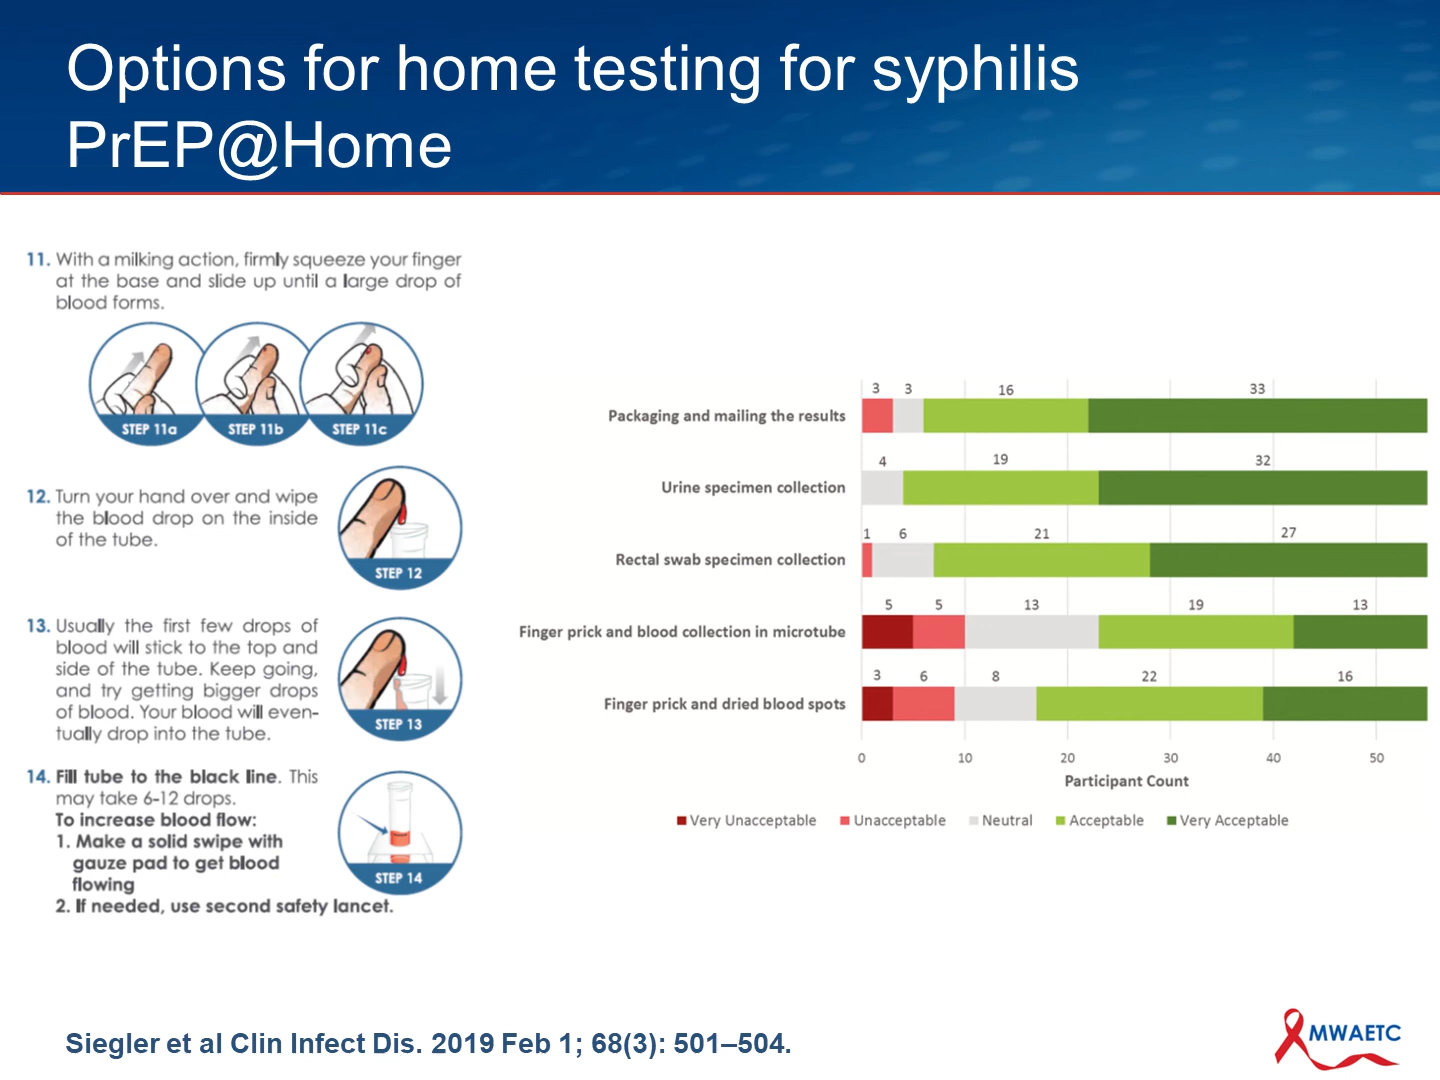 Options for home testing for syphilis
PrEP@Home
11. With a milking action, firmly squeeze your finger
at the base and slide up until a large drop of
blood forms.
STEP 11a
STEP 11b
STEP 11c
12. Turn your hand over and wipe
the blood drop on the inside
of the tube.
STEP 12
13. Usually the first few drops of
blood will stick to the top and
side of the tube. Keep going,
and try getting bigger drops
of blood. Your blood will even-
tually drop into the tube.
STEP 13
14. Fill tube to the black line. This
may take 6-12 drops.
To increase blood flow:
1. Make a solid swipe with
gauze pad to get blood
flowing
2. If needed, use second safety lancet.
STEP 14
3 3 16 33
Packaging and mailing the results
4 19 32
Urine specimen collection
1 6 21 27
Rectal swab specimen collection
5 5 13 19 13
Finger prick and blood collection in microtube
3 6 8 22 16
Finger prick and dried blood spots
0 10 20 30 40 50
Participant Count
Very Unacceptable Unacceptable Neutral Acceptable Very Acceptable
Siegler et al Clin Infect Dis. 2019 Feb 1; 68(3): 501–504.
MWAETC